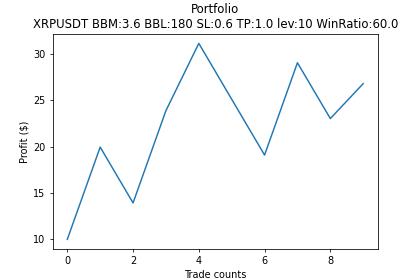 Portfolio
XRPUSDT BBM:3.6 BBL:180 SL:0.6 TP:1.0 lev:10 WinRatio:60.0
30
25
20
15
10
Profit ($)
0 2 4 6 8
Trade counts